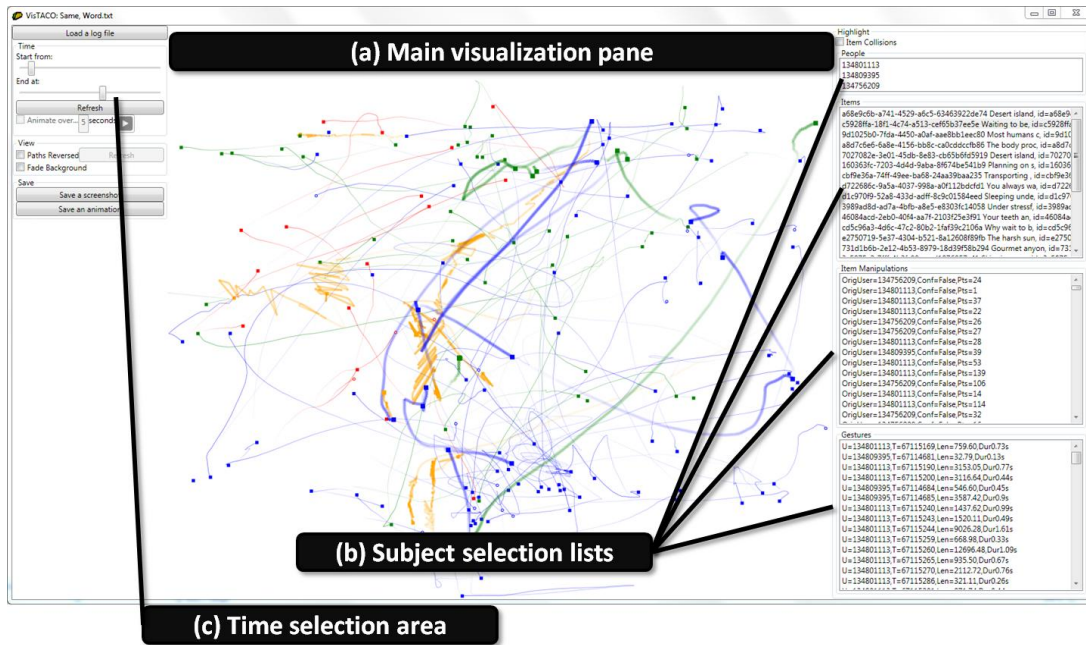 VisTACO: Same, Word.txt
Load a log file
Time
Start from:
End at:
Refresh
Animate over... 5 seconds
View
Paths Reversed Refresh
Fade Background
Save
Save a screenshot
Save an animation
(a) Main visualization pane
(b) Subject selection lists
(c) Time selection area
Highlight
Item Collisions
People
134801113
134809395
134756209
Items
a68e9c6b-a741-4529-a6c5-63463922de74 Desert island, id=a68e9
c5928ffa-18f1-4c74-a513-cef65b37ee5e Waiting to be, id=c5928ffa
9d1025b0-7fda-4450-a0af-aae8bb1eec80 Most humans c, id=9d10
a8d7c6e6-6a8e-4156-bb8c-ca0cddccfb86 The body proc, id=a8d7c
7027082e-3e01-45db-8e83-cb65b6fd5919 Desert island, id=70270
160363fc-7203-4d4d-9aba-8f674be541b9 Planning on s, id=16036
cbf9e36a-74ff-49ee-ba68-24aa39baa235 Transporting , id=cbf9e36
d722686c-9a5a-4037-998a-a0f112bdcfd1 You always wa, id=d7226
d1c970f9-52a8-433d-adff-8c9c01584eed Sleeping unde, id=d1c970
3989ad8d-ad7a-4bfb-a8e5-e8303fc14058 Under stressf, id=3989ac
46084acd-2eb0-40f4-aa7f-2103f25e3f91 Your teeth an, id=46084a
cd5c96a3-4d6c-47c2-80b2-1faf39c2106a Why wait to b, id=cd5c96
e2750719-5e37-4304-b521-8a12608f89fb The harsh sun, id=e2750
731d1b6b-2e12-4b53-8979-18d39f58b294 Gourmet anyon, id=731
Item Manipulations
OrigUser=134756209,Conf=False,Pts=24
OrigUser=134801113,Conf=False,Pts=1
OrigUser=134801113,Conf=False,Pts=37
OrigUser=134801113,Conf=False,Pts=22
OrigUser=134756209,Conf=False,Pts=26
OrigUser=134756209,Conf=False,Pts=27
OrigUser=134801113,Conf=False,Pts=28
OrigUser=134809395,Conf=False,Pts=39
OrigUser=134801113,Conf=False,Pts=53
OrigUser=134801113,Conf=False,Pts=139
OrigUser=134756209,Conf=False,Pts=106
OrigUser=134801113,Conf=False,Pts=14
OrigUser=134801113,Conf=False,Pts=114
OrigUser=134756209,Conf=False,Pts=32
Gestures
U=134801113,T=67115169,Len=759.60,Dur0.73s
U=134809395,T=67114681,Len=32.79,Dur0.13s
U=134801113,T=67115190,Len=3153.05,Dur0.77s
U=134801113,T=67115200,Len=3116.64,Dur0.44s
U=134809395,T=67114684,Len=546.60,Dur0.45s
U=134809395,T=67114685,Len=3587.42,Dur0.9s
U=134801113,T=67115240,Len=1437.62,Dur0.99s
U=134801113,T=67115243,Len=1520.11,Dur0.49s
U=134801113,T=67115244,Len=9026.28,Dur1.61s
U=134801113,T=67115259,Len=668.98,Dur0.33s
U=134801113,T=67115260,Len=12696.48,Dur1.09s
U=134801113,T=67115265,Len=935.50,Dur0.67s
U=134801113,T=67115270,Len=2112.72,Dur0.76s
U=134801113,T=67115286,Len=321.11,Dur0.26s